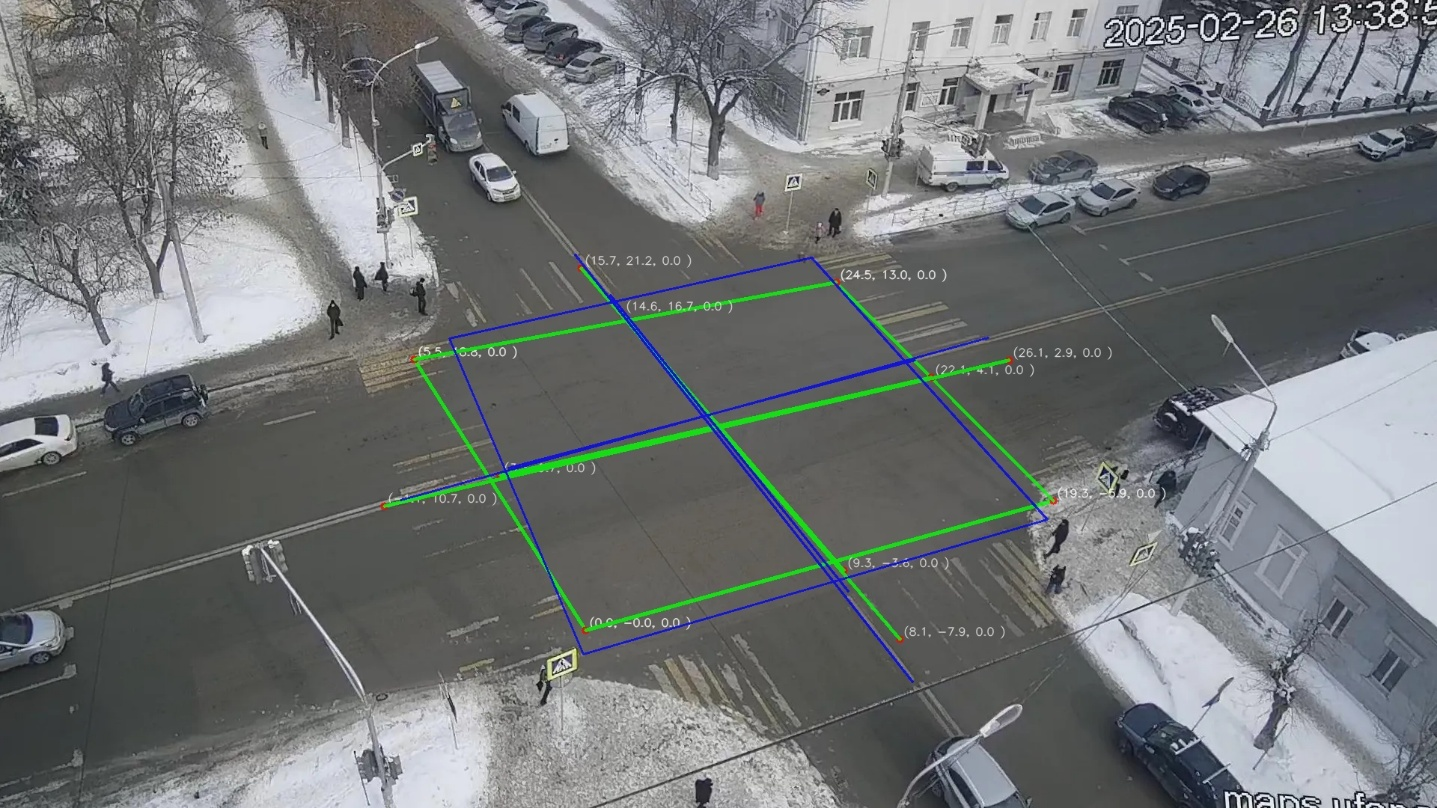 2025-02-26 13:38:5
(15.7, 21.2, 0.0 )
(24.5, 13.0, 0.0 )
(14.6, 16.7, 0.0 )
(26.1, 2.9, 0.0 )
(22.1, 4.1, 0.0 )
10.7, 0.0 )
(19.3, -5.9, 0.0 )
(9.3, -3.6, 0.0 )
-0.0, 0.0 )
(8.1, -7.9, 0.0 )